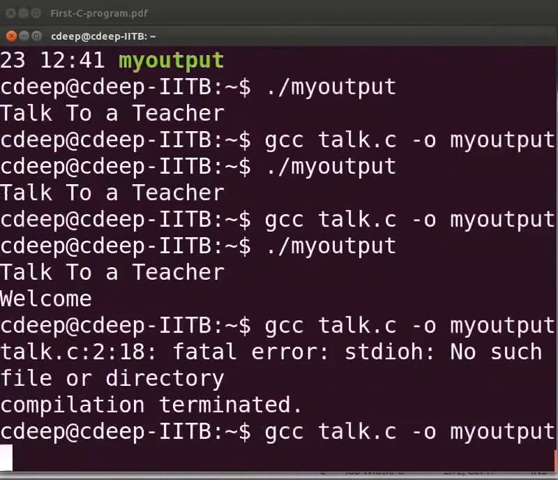 First-C-program.pdf
cdeep@cdeep-IITB: ~
23 12:41 myoutput
cdeep@cdeep-IITB:~$ ./myoutput
Talk To a Teacher
cdeep@cdeep-IITB:~$ gcc talk.c -o myoutput
cdeep@cdeep-IITB:~$ ./myoutput
Talk To a Teacher
cdeep@cdeep-IITB:~$ gcc talk.c -o myoutput
cdeep@cdeep-IITB:~$ ./myoutput
Talk To a Teacher
Welcome
cdeep@cdeep-IITB:~$ gcc talk.c -o myoutput
talk.c:2:18: fatal error: stdioh: No such
file or directory
compilation terminated.
cdeep@cdeep-IITB:~$ gcc talk.c -o myoutput